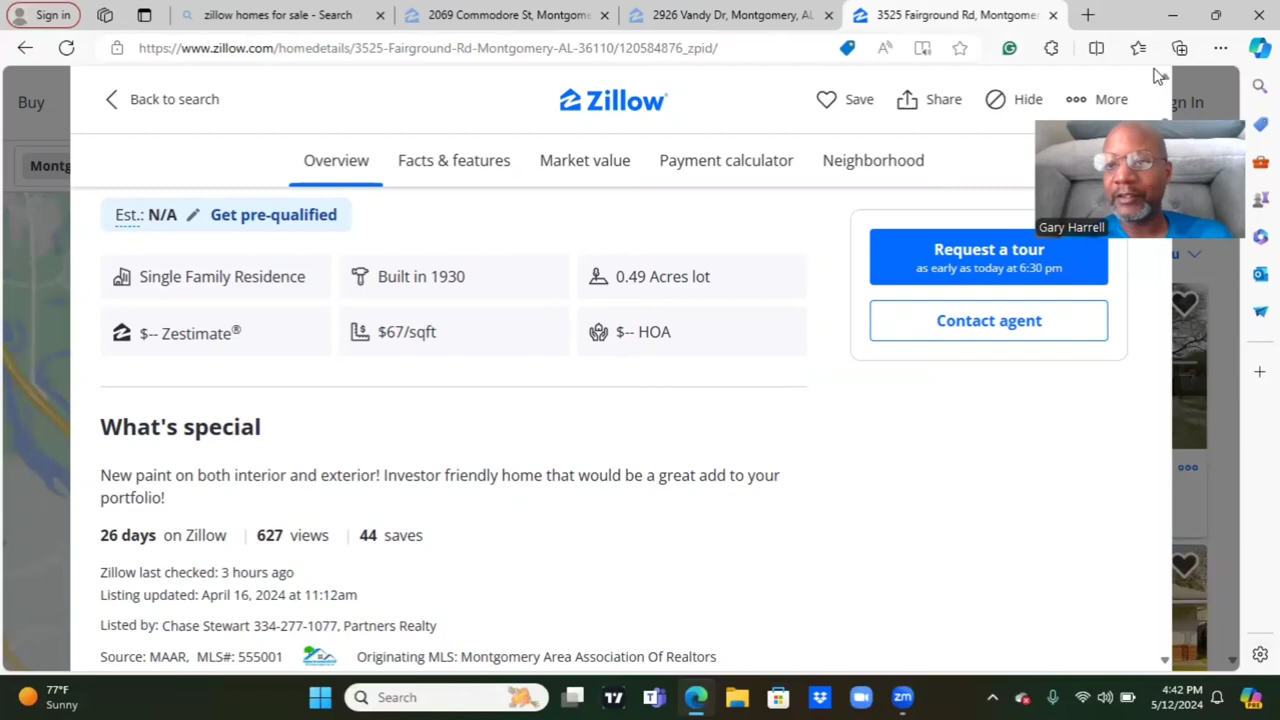 Sign in
zillow homes for sale - Search
2069 Commodore St, Montgom
2926 Vandy Dr, Montgomery, AL
3525 Fairground Rd, Montgomer
https://www.zillow.com/homedetails/3525-Fairground-Rd-Montgomery-AL-36110/120584876_zpid/
Buy
Back to search
Zillow
Save
Share
Hide
More
gn In
Montg
Overview
Facts & features
Market value
Payment calculator
Neighborhood
Gary Harrell
Est.: N/A
Get pre-qualified
Request a tour
as early as today at 6:30 pm
Contact agent
Single Family Residence
Built in 1930
0.49 Acres lot
$-- Zestimate®
$67/sqft
$-- HOA
What's special
New paint on both interior and exterior! Investor friendly home that would be a great add to your
portfolio!
26 days on Zillow | 627 views | 44 saves
Zillow last checked: 3 hours ago
Listing updated: April 16, 2024 at 11:12am
Listed by: Chase Stewart 334-277-1077, Partners Realty
Source: MAAR, MLS#: 555001
Originating MLS: Montgomery Area Association Of Realtors
77°F
Sunny
Search
zm
4:42 PM
5/12/2024